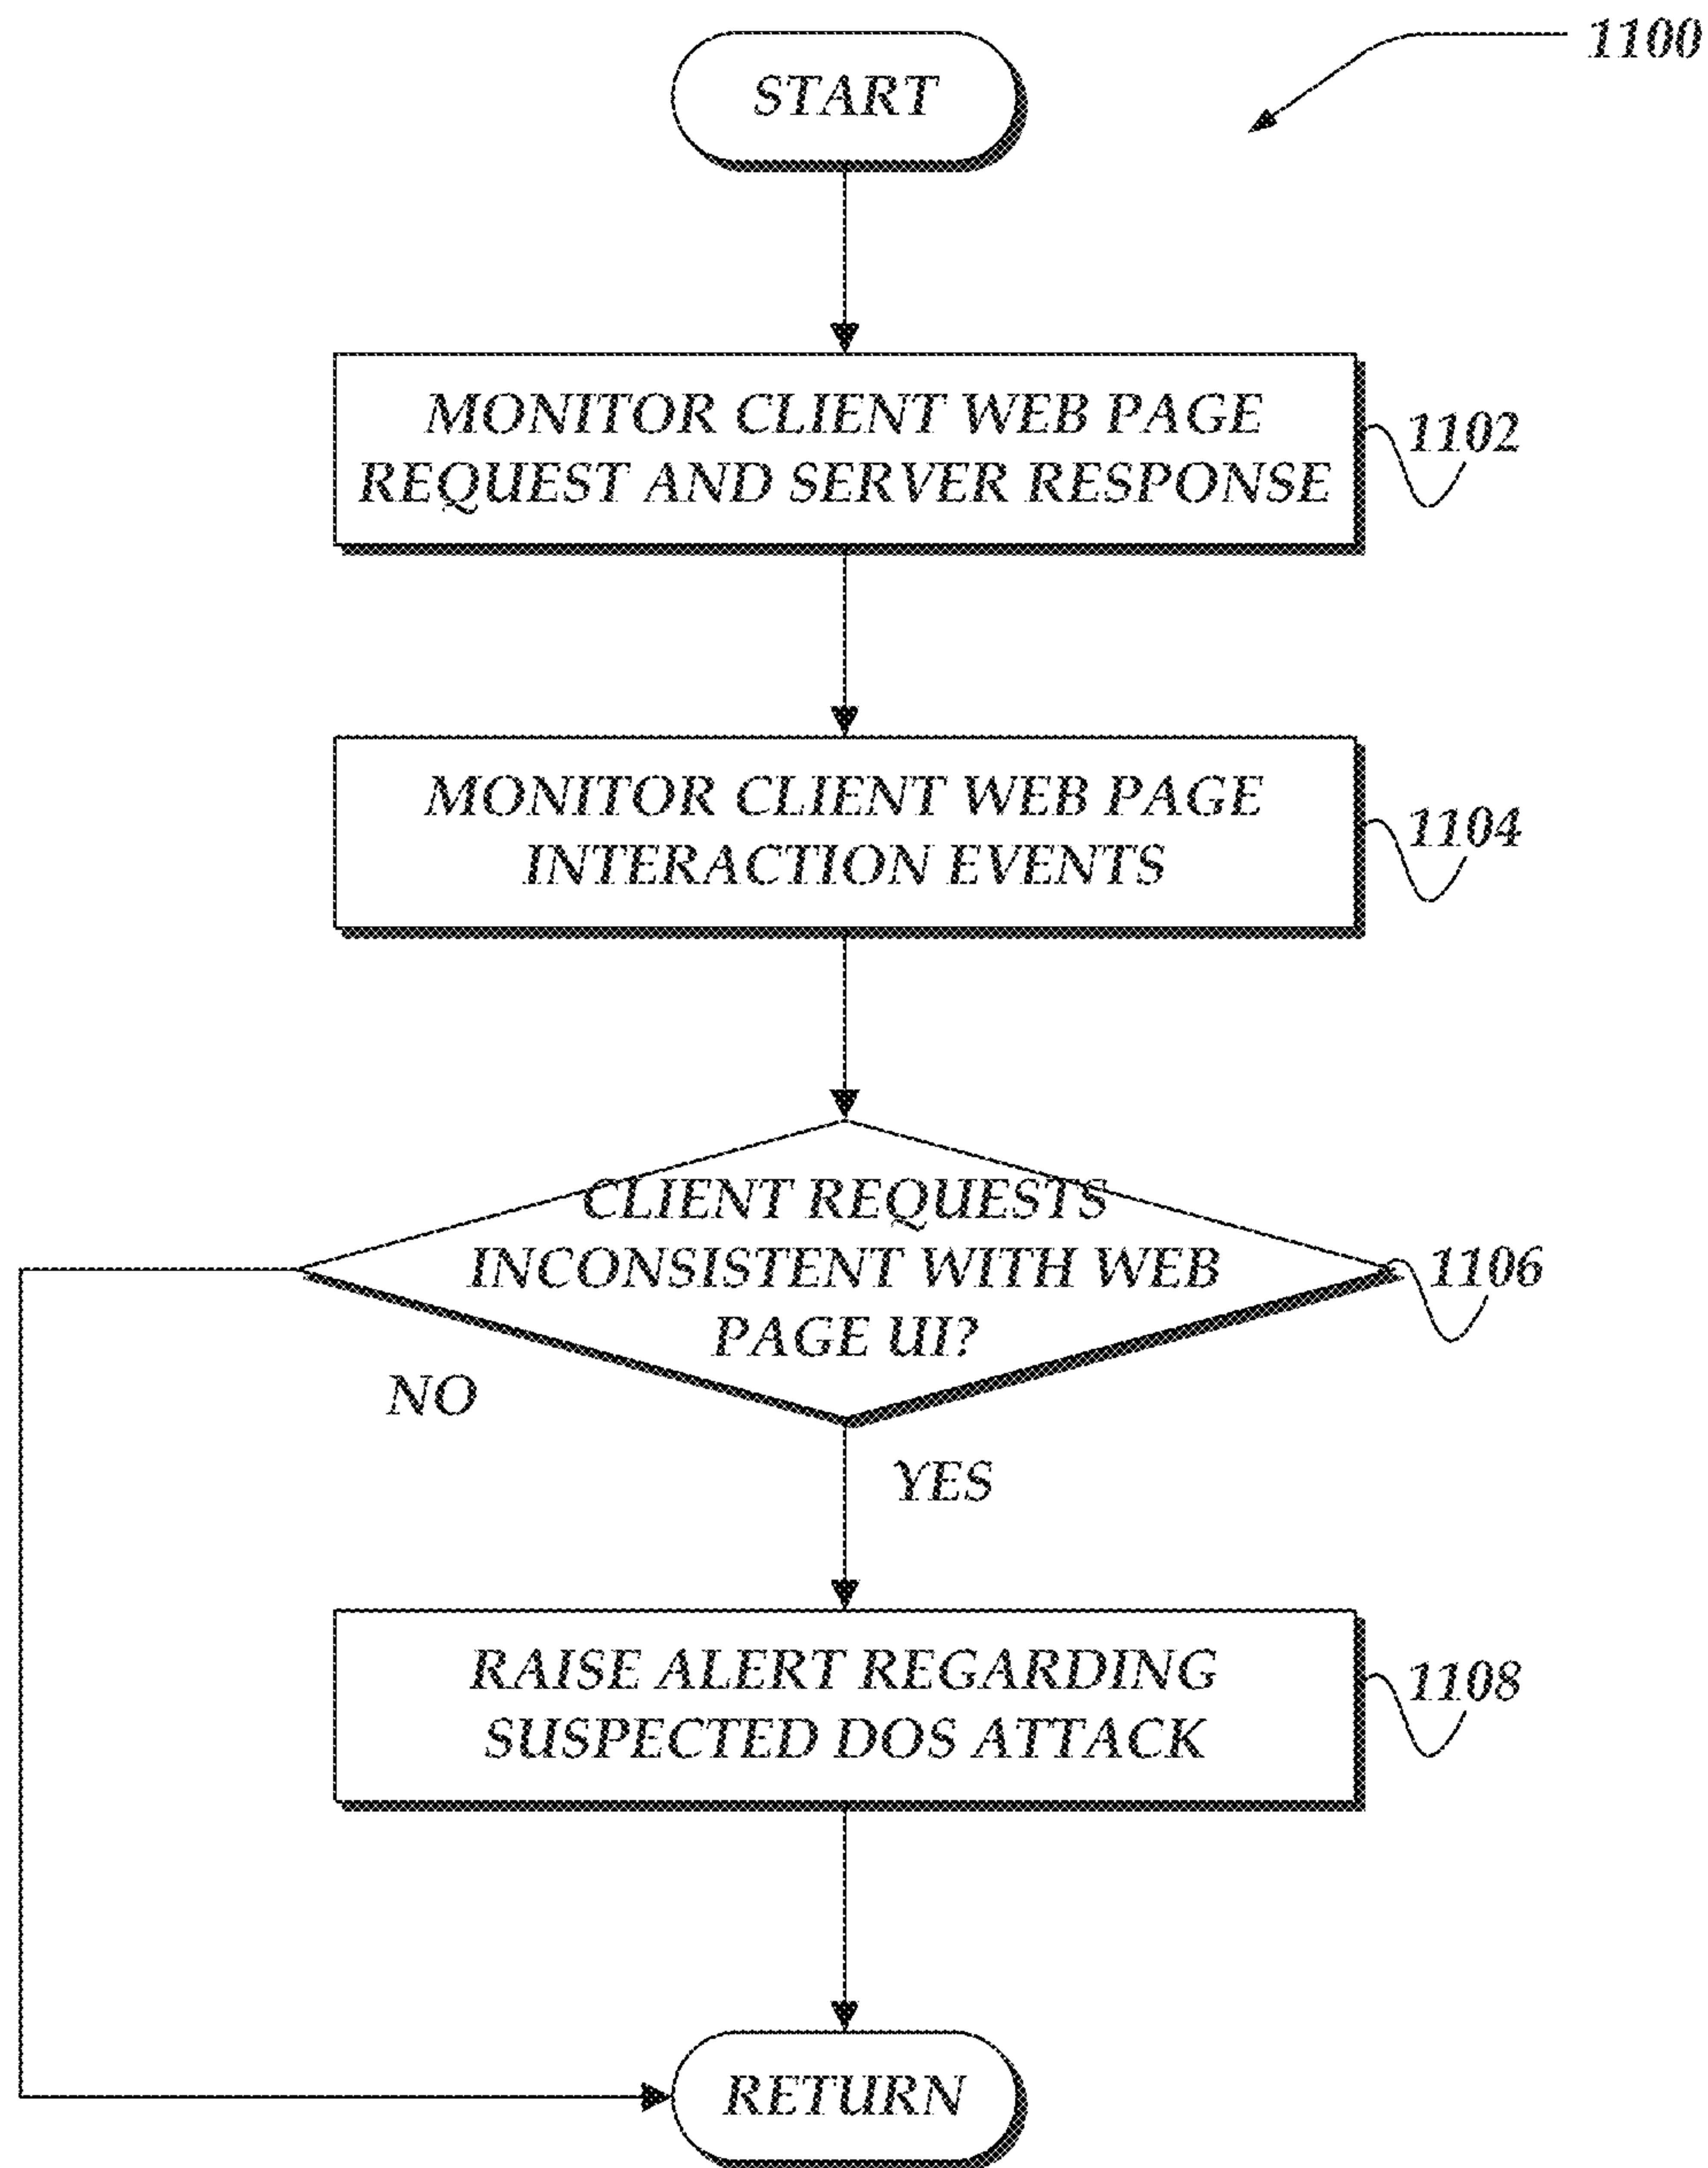 1100
START
MONITOR CLIENT WEB PAGE
REQUEST AND SERVER RESPONSE
1102
MONITOR CLIENT WEB PAGE
INTERACTION EVENTS
1104
CLIENT REQUESTS
INCONSISTENT WITH WEB
PAGE UI?
1106
NO
YES
RAISE ALERT REGARDING
SUSPECTED DOS ATTACK
1108
RETURN